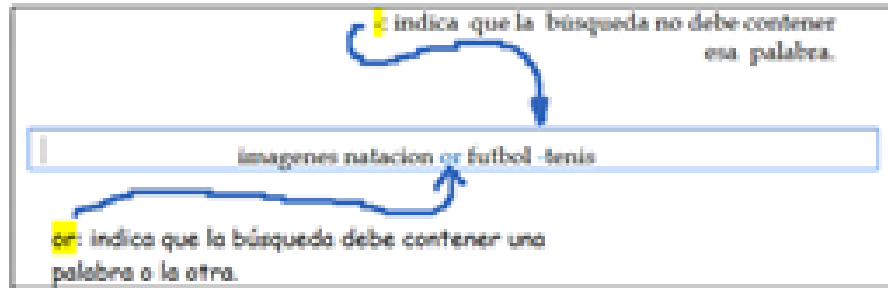 -: indica que la búsqueda no debe contener
esa palabra.
imagenes natacion or futbol -tenis
or: indica que la búsqueda debe contener una
palabra o la otra.